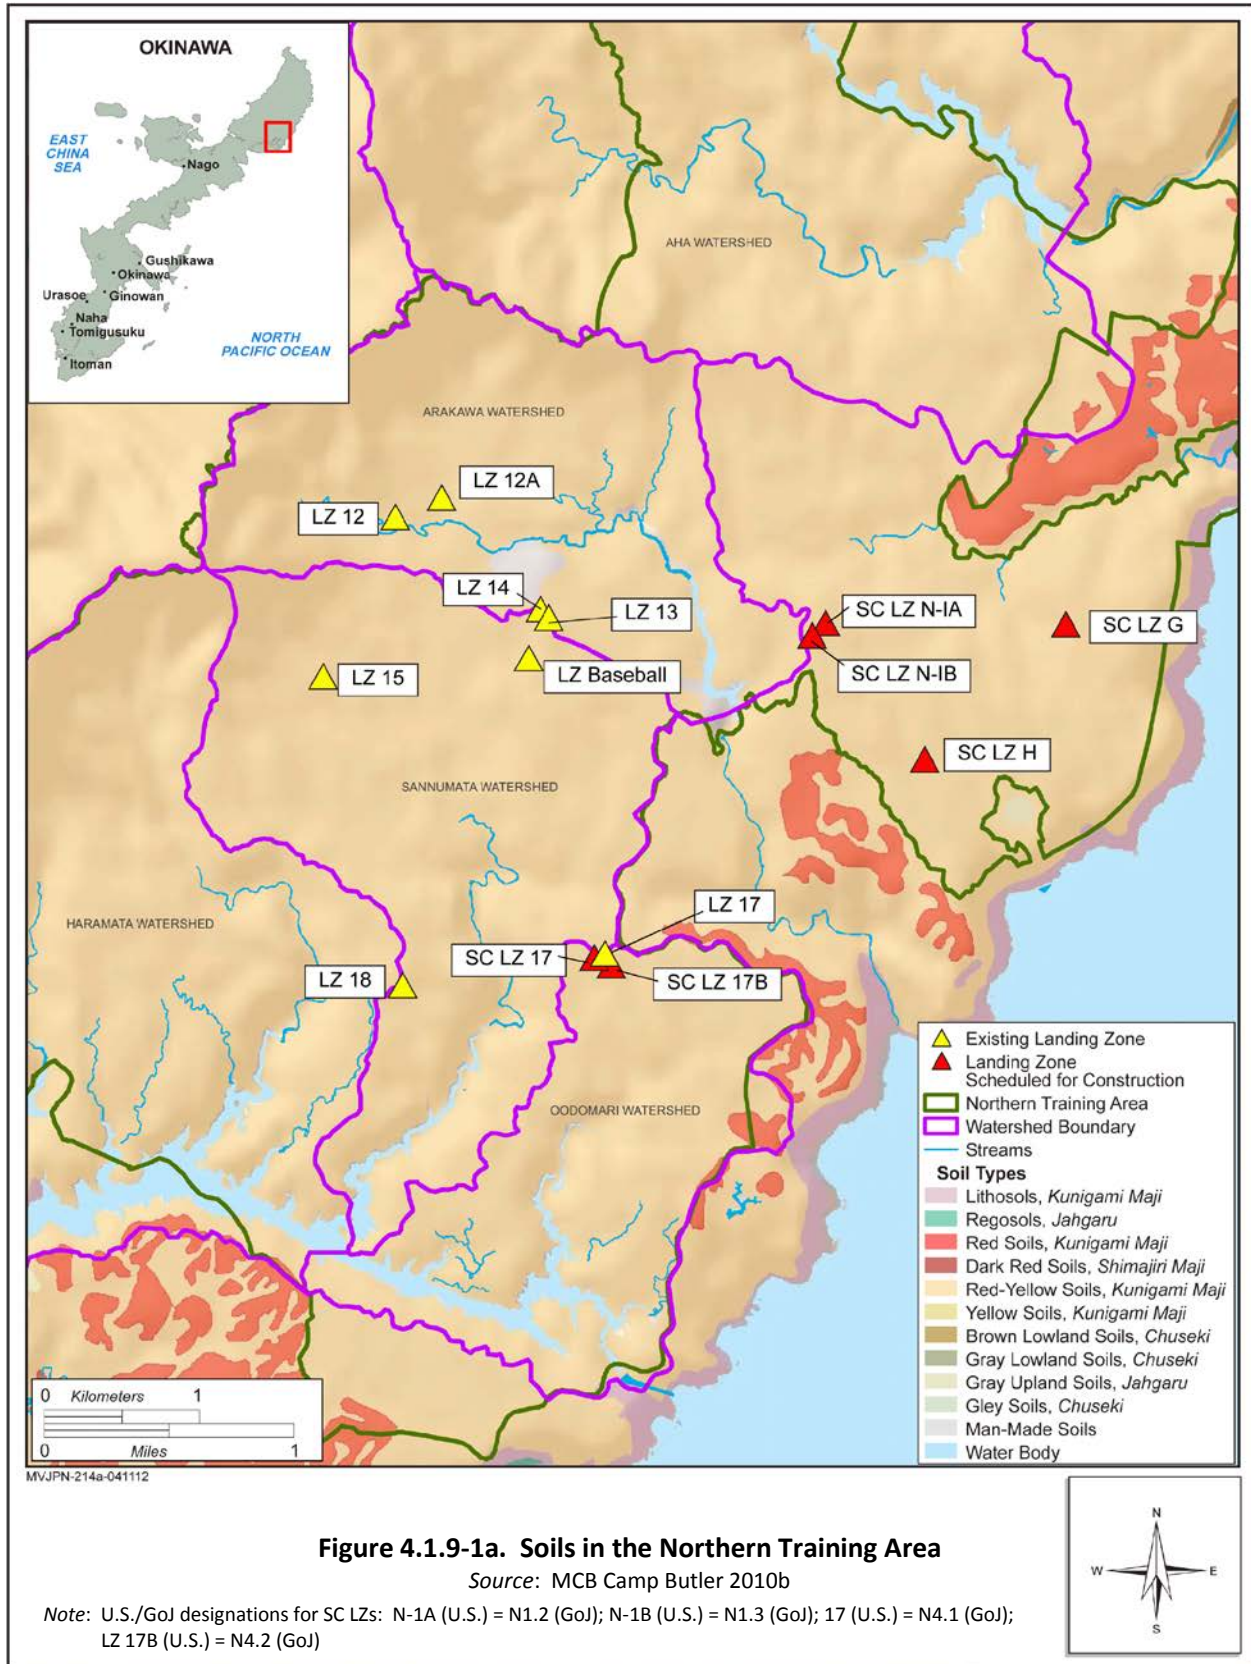 OKINAWA
EAST
CHINA
SEA
Nago
Gushikawa
Okinawa
Urasoe
Ginowan
Naha
Tomigusuku
Itoman
NORTH
PACIFIC OCEAN
AHA WATERSHED
ARAKAWA WATERSHED
LZ 12A
LZ 12
LZ 14
LZ 13
SC LZ N-IA
SC LZ G
LZ Baseball
SC LZ N-IB
LZ 15
SC LZ H
SANNUMATA WATERSHED
LZ 17
HARAMATA WATERSHED
SC LZ 17
LZ 18
SC LZ 17B
OODOMARI WATERSHED
Existing Landing Zone
Landing Zone
Scheduled for Construction
Northern Training Area
Watershed Boundary
Streams
Soil Types
Lithosols, Kunigami Maji
Regosols, Jahgaru
Red Soils, Kunigami Maji
Dark Red Soils, Shimajiri Maji
Red-Yellow Soils, Kunigami Maji
Yellow Soils, Kunigami Maji
Brown Lowland Soils, Chuseki
Gray Lowland Soils, Chuseki
Gray Upland Soils, Jahgaru
Gley Soils, Chuseki
Man-Made Soils
Water Body
0 Kilometers 1
0 Miles 1
MVJPN-214a-041112
N
W E
S
Figure 4.1.9-1a. Soils in the Northern Training Area
Source: MCB Camp Butler 2010b
Note: U.S./GoJ designations for SC LZs: N-1A (U.S.) = N1.2 (GoJ); N-1B (U.S.) = N1.3 (GoJ); 17 (U.S.) = N4.1 (GoJ);
LZ 17B (U.S.) = N4.2 (GoJ)